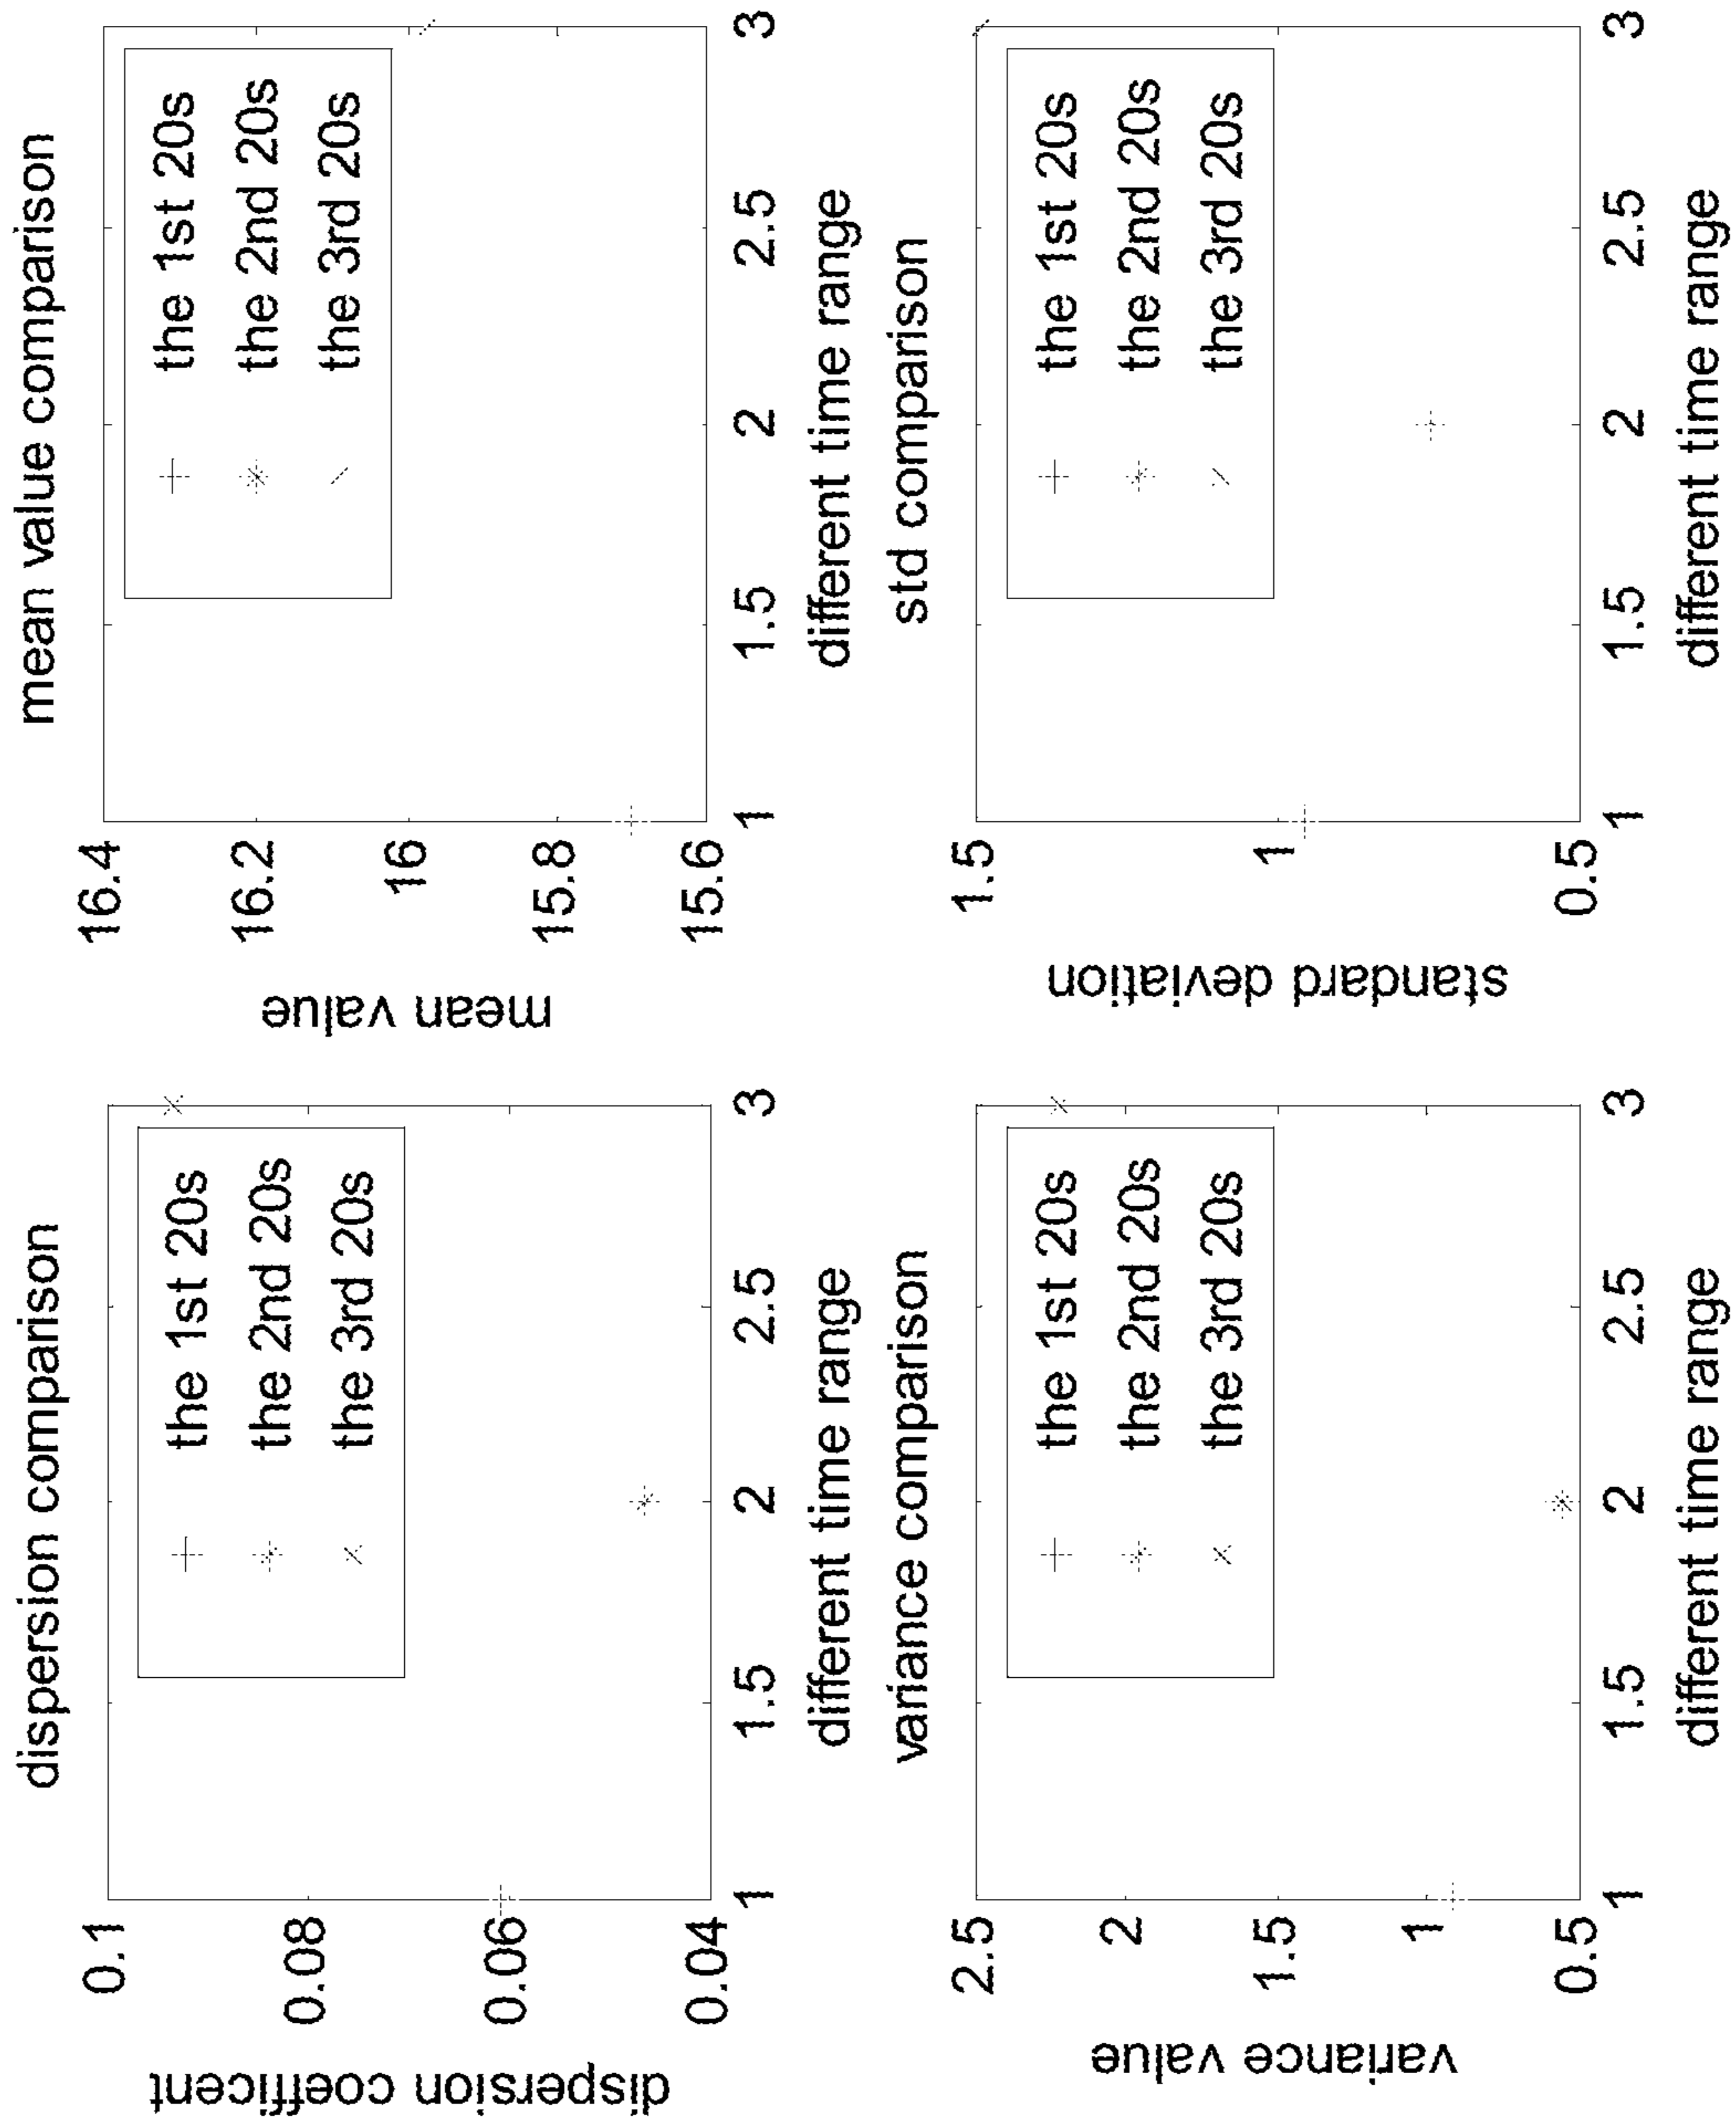 dispersion comparison
dispersion coefficent
0.1
0.08
0.06
0.04
the 1st 20s
the 2nd 20s
the 3rd 20s
1
1.5
2
2.5
3
different time range
mean value comparison
mean value
16.4
16.2
16
15.8
15.6
the 1st 20s
the 2nd 20s
the 3rd 20s
1
1.5
2
2.5
3
different time range
variance comparison
variance value
2.5
2
1.5
1
0.5
the 1st 20s
the 2nd 20s
the 3rd 20s
1
1.5
2
2.5
3
different time range
std comparison
standard deviation
1.5
1
0.5
the 1st 20s
the 2nd 20s
the 3rd 20s
1
1.5
2
2.5
3
different time range